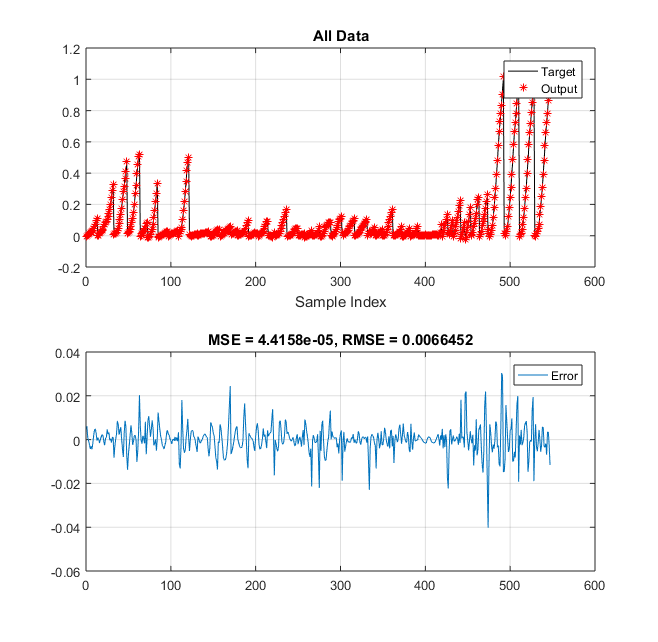 All Data
1.2
1
0.8
0.6
0.4
0.2
0
-0.2
Target
Output
0 100 200 300 400 500 600
Sample Index
MSE = 4.4158e-05, RMSE = 0.0066452
0.04
0.02
0
-0.02
-0.04
-0.06
Error
0 100 200 300 400 500 600